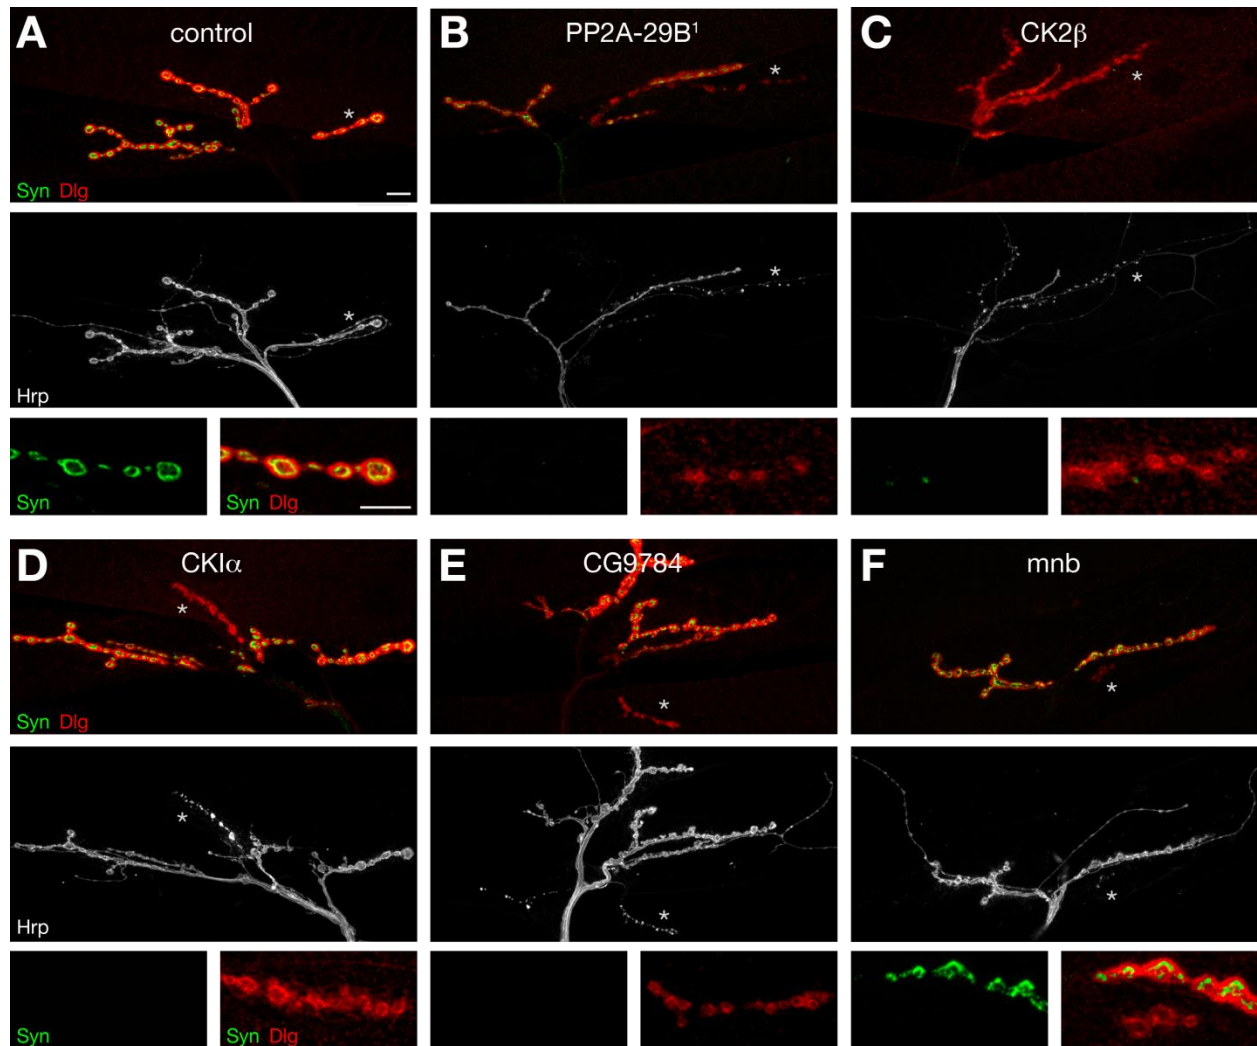 A control
B PP2A-29B¹
C CK2β
Syn Dlg
*
*
*
Hrp
*
*
*
Syn
Syn Dlg
D CKIα
E CG9784
F mnb
Syn Dlg
*
*
*
Hrp
*
*
*
Syn
Syn Dlg